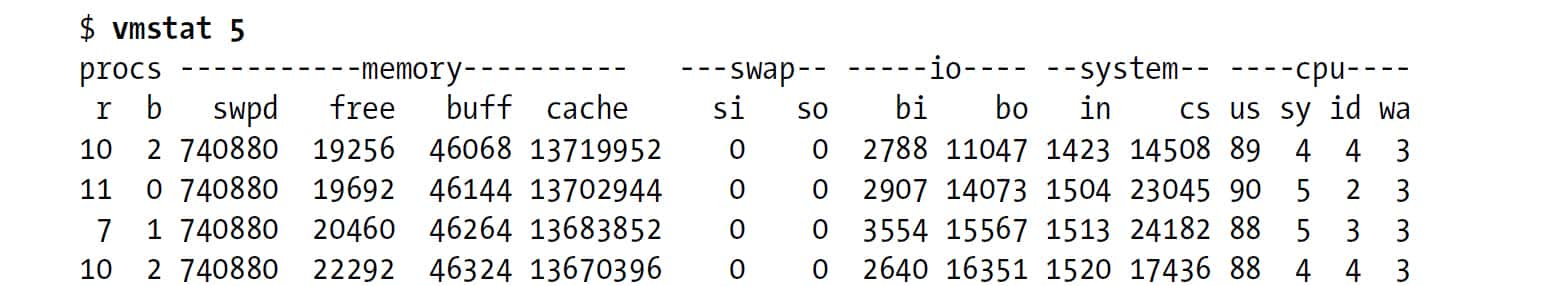 $ vmstat 5
procs -----------memory----------   ---swap-- -----io---- --system-- ----cpu----
 r  b   swpd   free   buff  cache     si   so    bi    bo   in    cs us sy id wa
10  2 740880  19256  46068 13719952    0    0  2788 11047 1423 14508 89  4  4  3
11  0 740880  19692  46144 13702944    0    0  2907 14073 1504 23045 90  5  2  3
 7  1 740880  20460  46264 13683852    0    0  3554 15567 1513 24182 88  5  3  3
10  2 740880  22292  46324 13670396    0    0  2640 16351 1520 17436 88  4  4  3